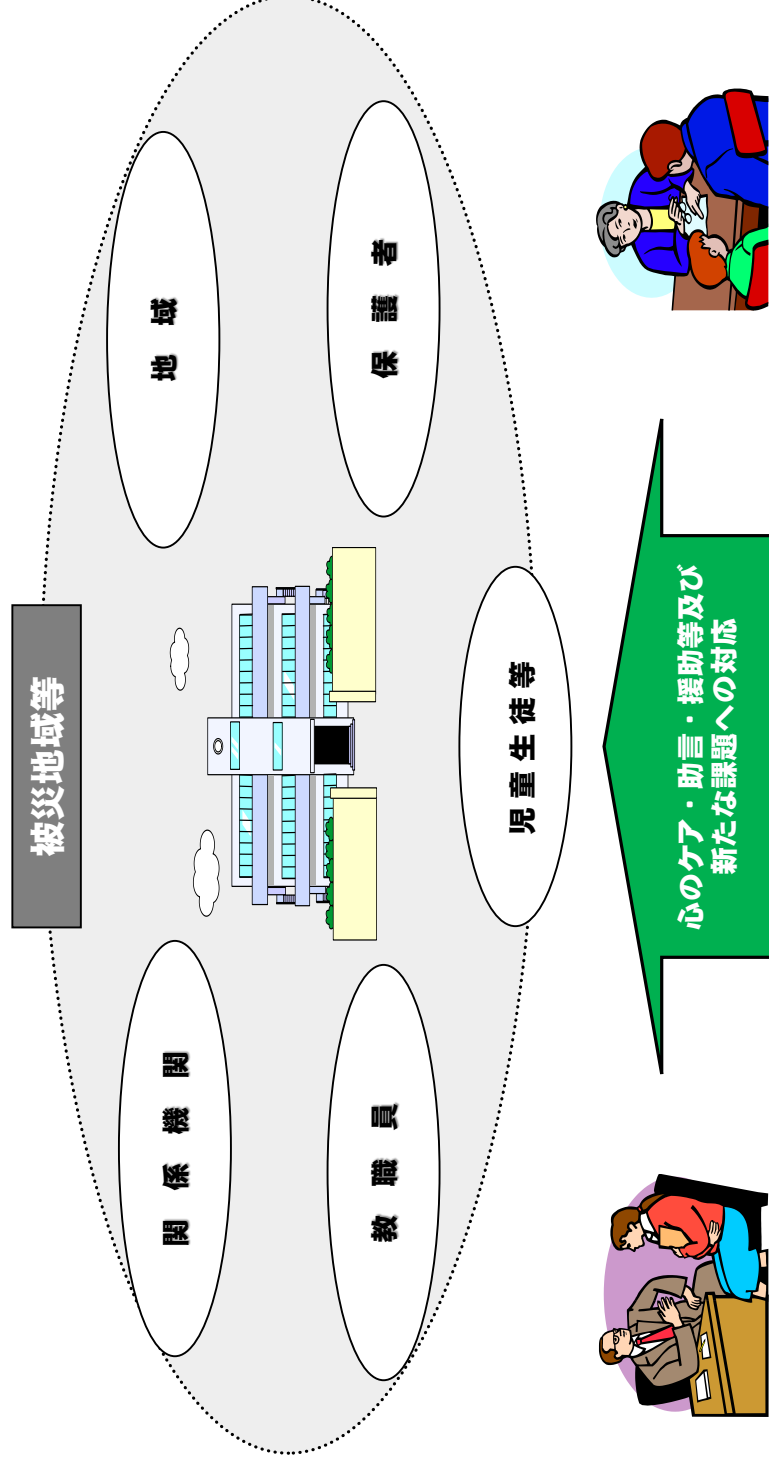 被災地域等
関係機関
地域
教職員
保護者
児童生徒等
心のケア・助言・援助等及び
新たな課題への対応